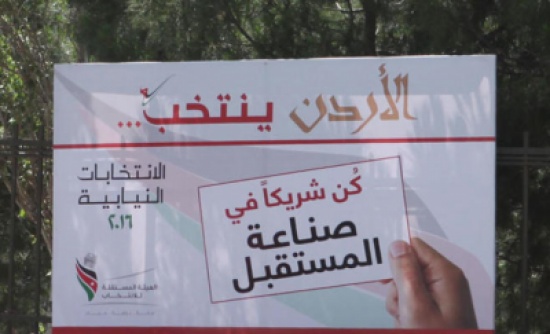 الأردن ينتخب...
الانتخابات
النيابية
٢٠١٦
كُن شريكاً في
صناعة
المستقبل
الهيئة المستقلة
للانتخاب